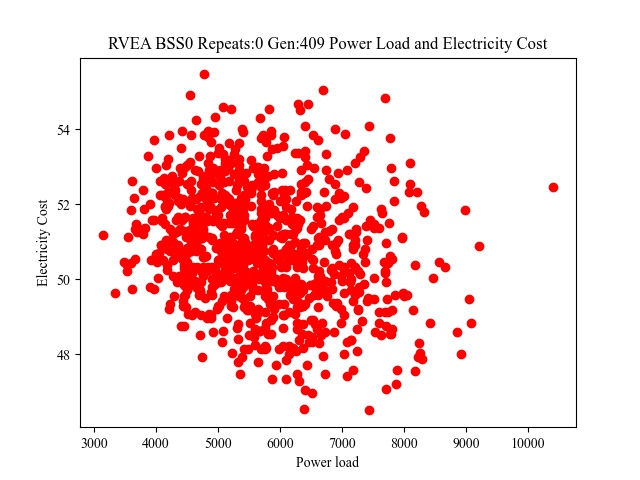 RVEA BSS0 Repeats:0 Gen:409 Power Load and Electricity Cost
54
52
50
48
Electricity Cost
3000 4000 5000 6000 7000 8000 9000 10000
Power load